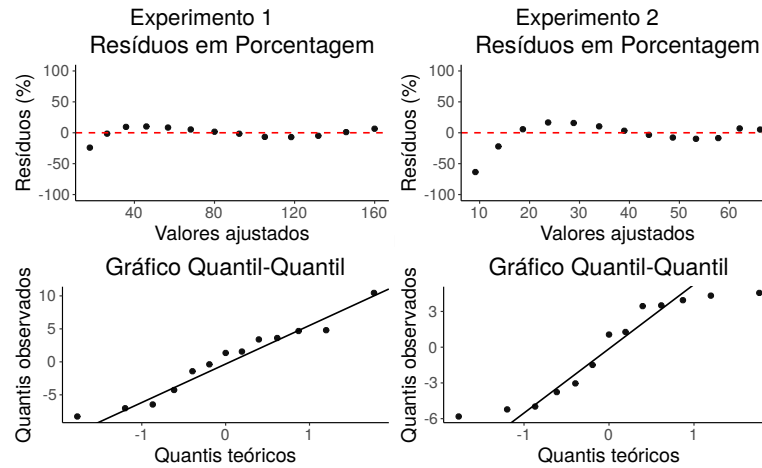 Experimento 1
Resíduos em Porcentagem
100
50
0
-50
-100
Resíduos (%)
40
80
120
160
Valores ajustados
Experimento 2
Resíduos em Porcentagem
100
50
0
-50
-100
Resíduos (%)
10
20
30
40
50
60
Valores ajustados
Gráfico Quantil-Quantil
10
5
0
-5
Quantis observados
-1
0
1
Quantis teóricos
Gráfico Quantil-Quantil
3
0
-3
-6
Quantis observados
-1
0
1
Quantis teóricos